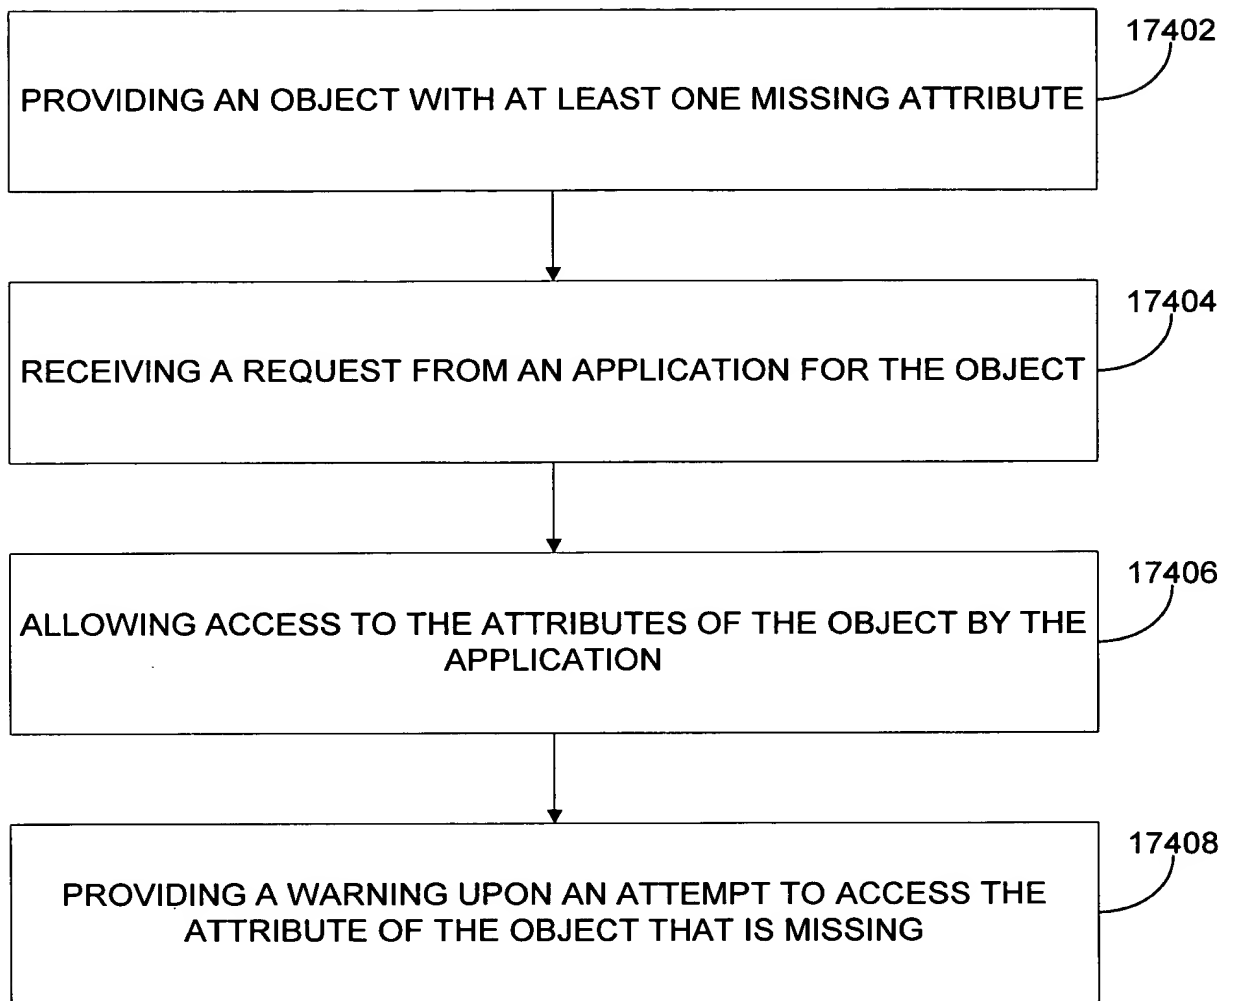 17402
PROVIDING AN OBJECT WITH AT LEAST ONE MISSING ATTRIBUTE
17404
RECEIVING A REQUEST FROM AN APPLICATION FOR THE OBJECT
17406
ALLOWING ACCESS TO THE ATTRIBUTES OF THE OBJECT BY THE
APPLICATION
17408
PROVIDING A WARNING UPON AN ATTEMPT TO ACCESS THE
ATTRIBUTE OF THE OBJECT THAT IS MISSING